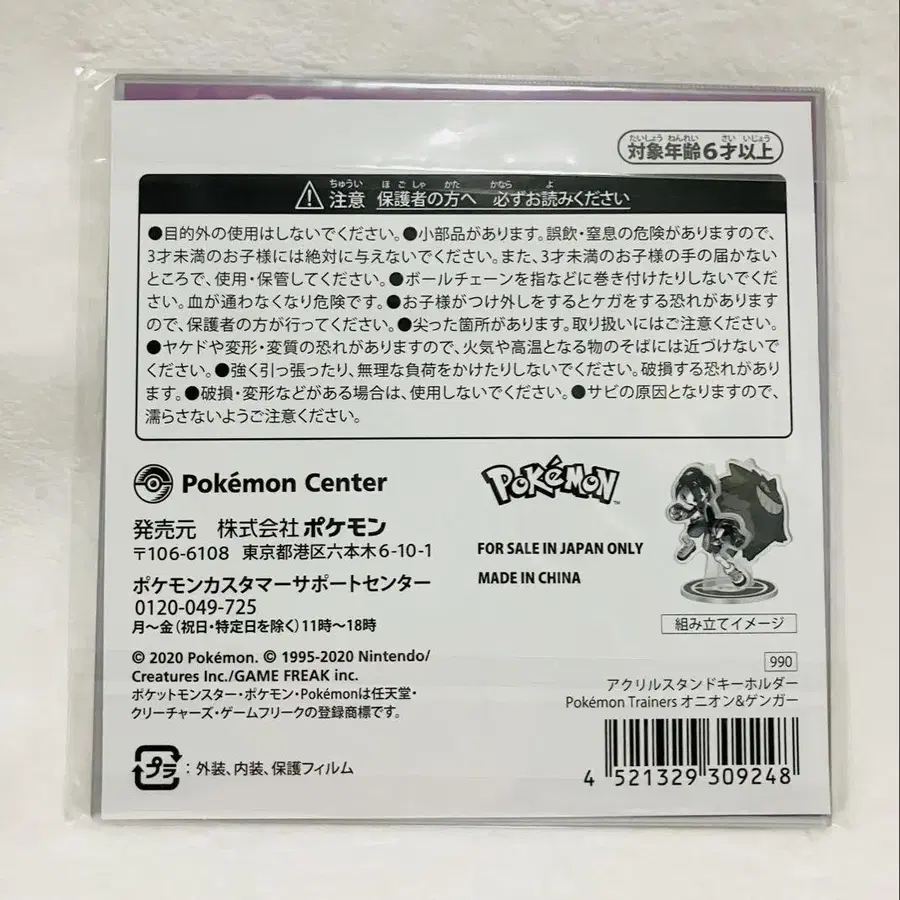 たいしょう ねんれい さい いじょう
対象年齢6才以上
ちゅうい ほごしゃ かた かなら よ
注意 保護者の方へ 必ずお読みください
●目的外の使用はしないでください。●小部品があります。誤飲・窒息の危険がありますので、
3才未満のお子様には絶対に与えないでください。また、3才未満のお子様の手の届かない
ところで、使用・保管してください。●ボールチェーンを指などに巻き付けたりしないでくだ
さい。血が通わなくなり危険です。●お子様がつけ外しをするとケガをする恐れがあります
ので、保護者の方が行ってください。●尖った箇所があります。取り扱いにはご注意ください。
●ヤケドや変形・変質の恐れがありますので、火気や高温となる物のそばには近づけないで
ください。●強く引っ張ったり、無理な負荷をかけたりしないでください。破損する恐れがあり
ます。●破損・変形などがある場合は、使用しないでください。●サビの原因となりますので、
濡らさないようご注意ください。
Pokémon Center
発売元 株式会社 ポケモン
〒106-6108 東京都港区六本木6-10-1
ポケモンカスタマーサポートセンター
0120-049-725
月～金(祝日・特定日を除く)11時～18時
© 2020 Pokémon. © 1995-2020 Nintendo/
Creatures Inc./GAME FREAK inc.
ポケットモンスター・ポケモン・Pokémonは任天堂・
クリーチャーズ・ゲームフリークの登録商標です。
プラ : 外装、内装、保護フィルム
POKéMON TM
FOR SALE IN JAPAN ONLY
MADE IN CHINA
組み立てイメージ
990
アクリルスタンドキーホルダー
Pokémon Trainers オニオン&ゲンガー
4 521329 309248